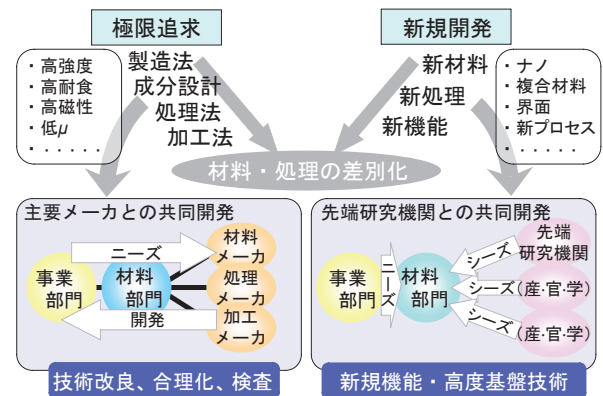 極限追求
新規開発
・高強度
・高耐食
・高磁性
・低μ
・．．．．．
製造法
成分設計
処理法
加工法
新材料
新処理
新機能
・ナノ
・複合材料
・界面
・新プロセス
・．．．．．
材料・処理の差別化
主要メーカとの共同開発
ニーズ
事業
部門
材料
部門
材料
メーカ
処理
メーカ
加工
メーカ
開発
技術改良、合理化、検査
先端研究機関との共同開発
事業
部門
ニーズ
材料
部門
シーズ
先端
研究機関
シーズ
(産・官・学)
シーズ
(産・官・学)
新規機能・高度基盤技術